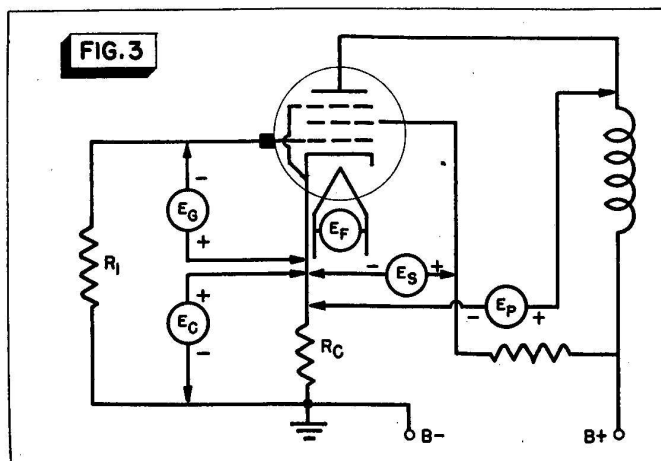 FIG. 3
E_G
- +
R_1
E_F
E_S
- +
E_C
+ -
E_P
- +
R_C
B-
B+